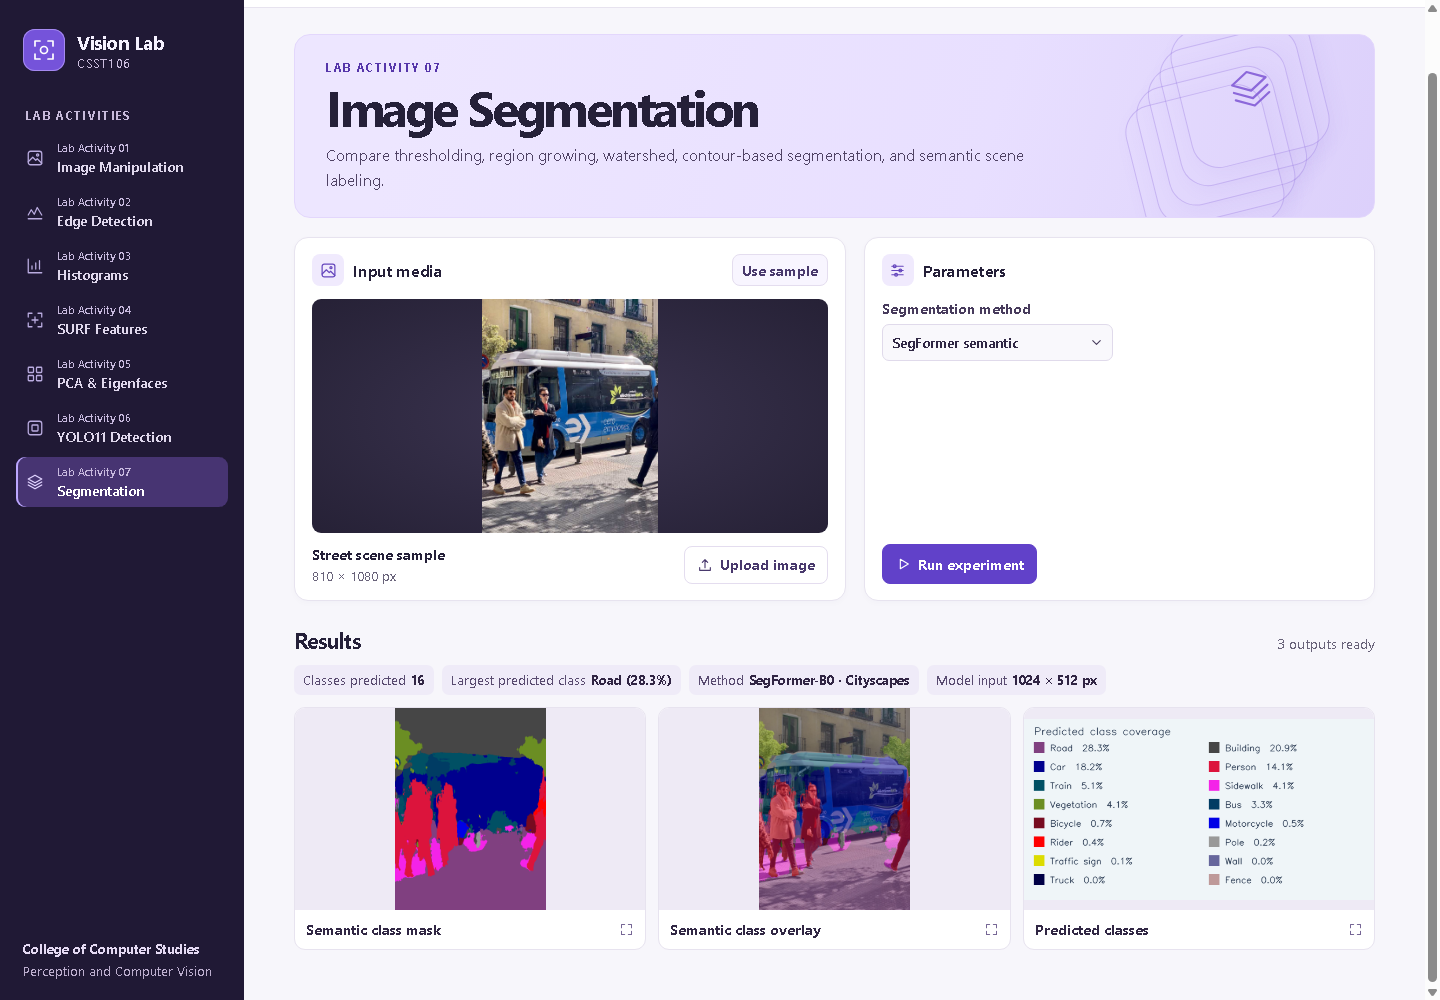 Vision Lab
CSST106
LAB ACTIVITIES
Lab Activity 01
Image Manipulation
Lab Activity 02
Edge Detection
Lab Activity 03
Histograms
Lab Activity 04
SURF Features
Lab Activity 05
PCA & Eigenfaces
Lab Activity 06
YOLO11 Detection
Lab Activity 07
Segmentation
College of Computer Studies
Perception and Computer Vision
LAB ACTIVITY 07
Image Segmentation
Compare thresholding, region growing, watershed, contour-based segmentation, and semantic scene
labeling.
Input media
Use sample
Street scene sample
810 × 1080 px
Upload image
Parameters
Segmentation method
SegFormer semantic
Run experiment
Results
3 outputs ready
Classes predicted 16
Largest predicted class Road (28.3%)
Method SegFormer-B0 · Cityscapes
Model input 1024 × 512 px
Semantic class mask
Semantic class overlay
Predicted class coverage
Road 28.3%
Building 20.9%
Car 18.2%
Person 14.1%
Train 5.1%
Sidewalk 4.1%
Vegetation 4.1%
Bus 3.3%
Bicycle 0.7%
Motorcycle 0.5%
Rider 0.4%
Pole 0.2%
Traffic sign 0.1%
Wall 0.0%
Truck 0.0%
Fence 0.0%
Predicted classes